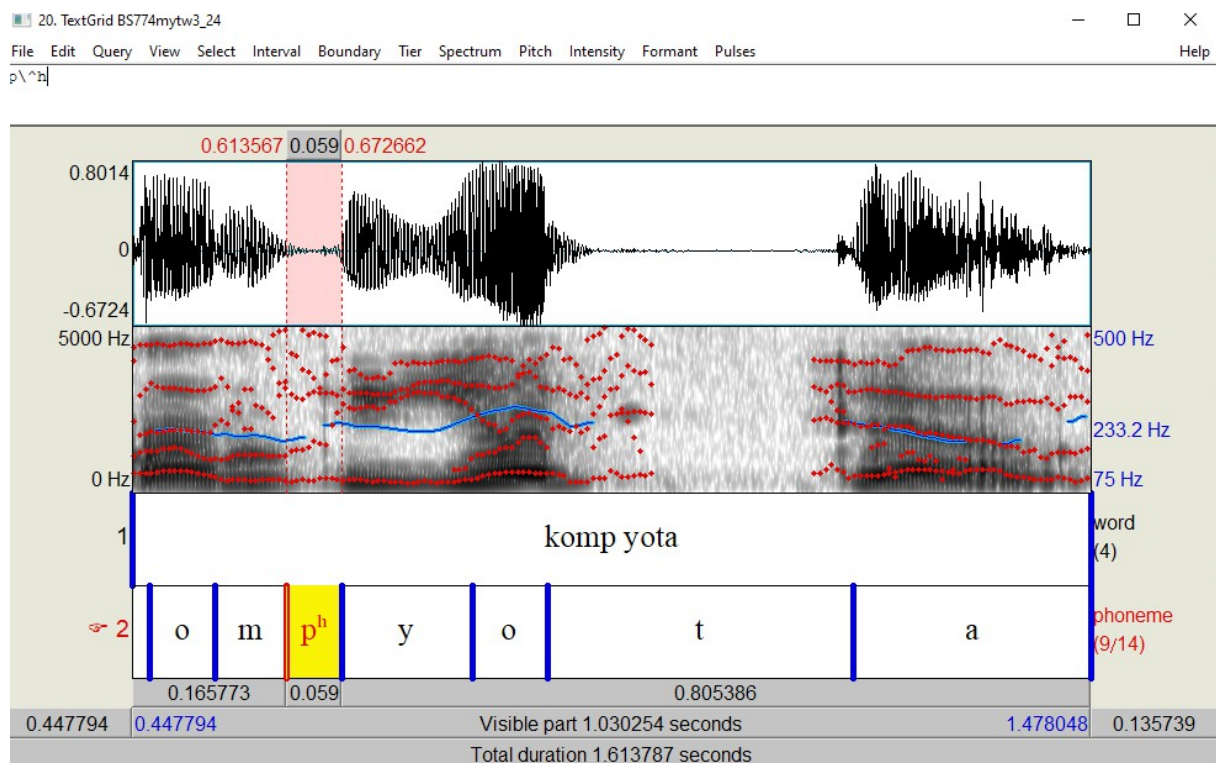 20. TextGrid BS774mytw3_24
File Edit Query View Select Interval Boundary Tier Spectrum Pitch Intensity Formant Pulses Help
p\^h
0.613567 0.059 0.672662
0.8014
0
-0.6724
5000 Hz 500 Hz
233.2 Hz
0 Hz 75 Hz
1 komp yota word
(4)
☞ 2 o m pʰ y o t a phoneme
(9/14)
0.165773 0.059 0.805386
0.447794 0.447794 Visible part 1.030254 seconds 1.478048 0.135739
Total duration 1.613787 seconds